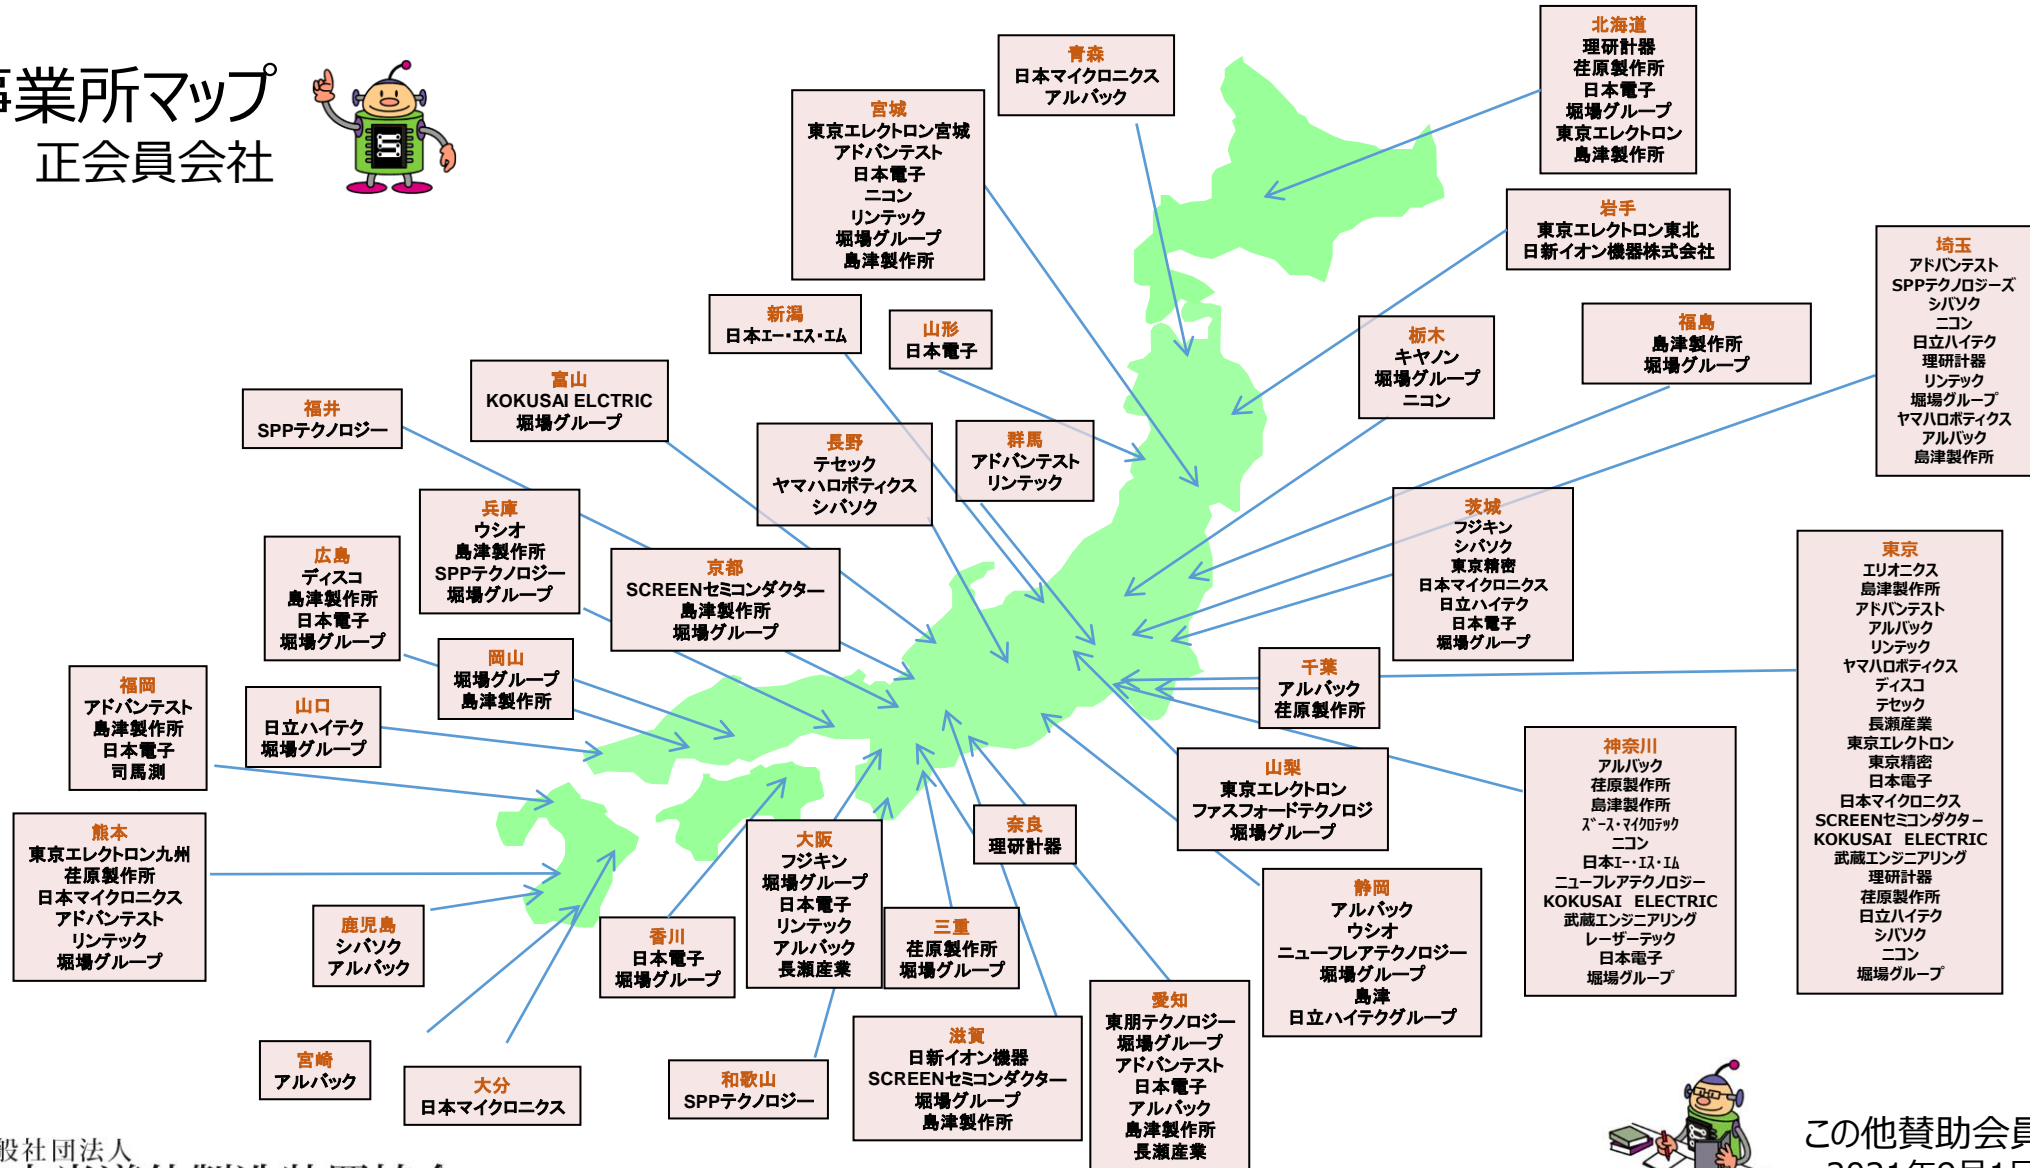 事業所マップ
正会員会社
北海道
理研計器
荏原製作所
日本電子
堀場グループ
東京エレクトロン
島津製作所
青森
日本マイクロニクス
アルバック
宮城
東京エレクトロン宮城
アドバンテスト
日本電子
ニコン
リンテック
堀場グループ
島津製作所
岩手
東京エレクトロン東北
日新イオン機器株式会社
埼玉
アドバンテスト
SPPテクノロジーズ
シバソク
ニコン
日立ハイテク
理研計器
リンテック
堀場グループ
ヤマハロボティクス
アルバック
島津製作所
新潟
日本エー・エス・エム
山形
日本電子
栃木
キヤノン
堀場グループ
ニコン
福島
島津製作所
堀場グループ
富山
KOKUSAI ELCTRIC
堀場グループ
福井
SPPテクノロジー
長野
テセック
ヤマハロボティクス
シバソク
群馬
アドバンテスト
リンテック
兵庫
ウシオ
島津製作所
SPPテクノロジー
堀場グループ
茨城
フジキン
シバソク
東京精密
日本マイクロニクス
日立ハイテク
日本電子
堀場グループ
広島
ディスコ
島津製作所
日本電子
堀場グループ
京都
SCREENセミコンダクター
島津製作所
堀場グループ
東京
エリオニクス
島津製作所
アドバンテスト
アルバック
リンテック
ヤマハロボティクス
ディスコ
テセック
長瀬産業
東京エレクトロン
東京精密
日本電子
日本マイクロニクス
SCREENセミコンダクター
KOKUSAI ELECTRIC
武蔵エンジニアリング
理研計器
荏原製作所
日立ハイテク
シバソク
ニコン
堀場グループ
岡山
堀場グループ
島津製作所
千葉
アルバック
荏原製作所
福岡
アドバンテスト
島津製作所
日本電子
司馬測
山口
日立ハイテク
堀場グループ
神奈川
アルバック
荏原製作所
島津製作所
ズース・マイクロテック
ニコン
日本エー・エス・エム
ニューフレアテクノロジー
KOKUSAI ELECTRIC
武蔵エンジニアリング
レーザーテック
日本電子
堀場グループ
山梨
東京エレクトロン
ファスフォードテクノロジ
堀場グループ
奈良
理研計器
熊本
東京エレクトロン九州
荏原製作所
日本マイクロニクス
アドバンテスト
リンテック
堀場グループ
大阪
フジキン
堀場グループ
日本電子
リンテック
アルバック
長瀬産業
静岡
アルバック
ウシオ
ニューフレアテクノロジー
堀場グループ
島津
日立ハイテクグループ
鹿児島
シバソク
アルバック
香川
日本電子
堀場グループ
三重
荏原製作所
堀場グループ
愛知
東朋テクノロジー
堀場グループ
アドバンテスト
日本電子
アルバック
島津製作所
長瀬産業
滋賀
日新イオン機器
SCREENセミコンダクター
堀場グループ
島津製作所
宮崎
アルバック
大分
日本マイクロニクス
和歌山
SPPテクノロジー
般社団法人
この他賛助会員
2021年9月1日